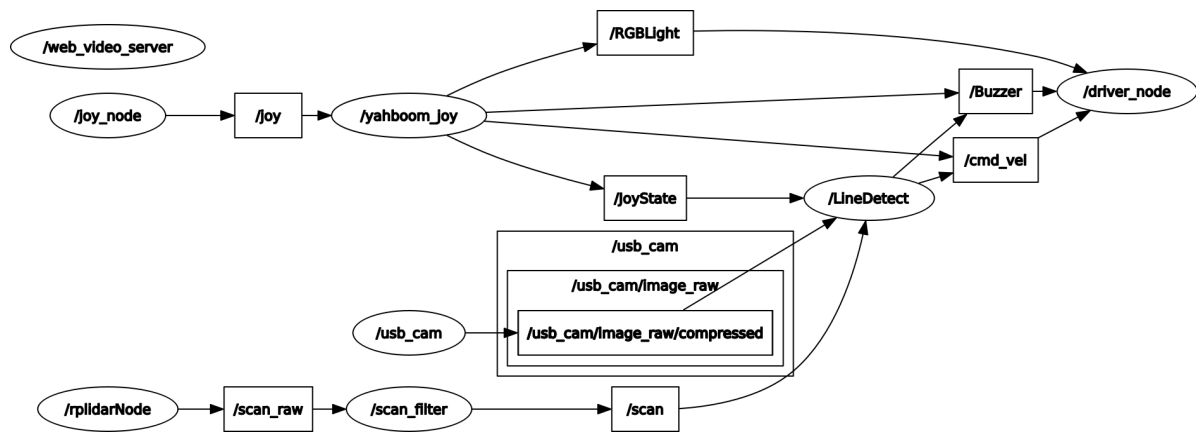 /web_video_server
/joy_node
/joy
/yahboom_joy
/RGBLight
/Buzzer
/driver_node
/cmd_vel
/JoyState
/LineDetect
/usb_cam
/usb_cam/image_raw
/usb_cam
/usb_cam/image_raw/compressed
/rplidarNode
/scan_raw
/scan_filter
/scan